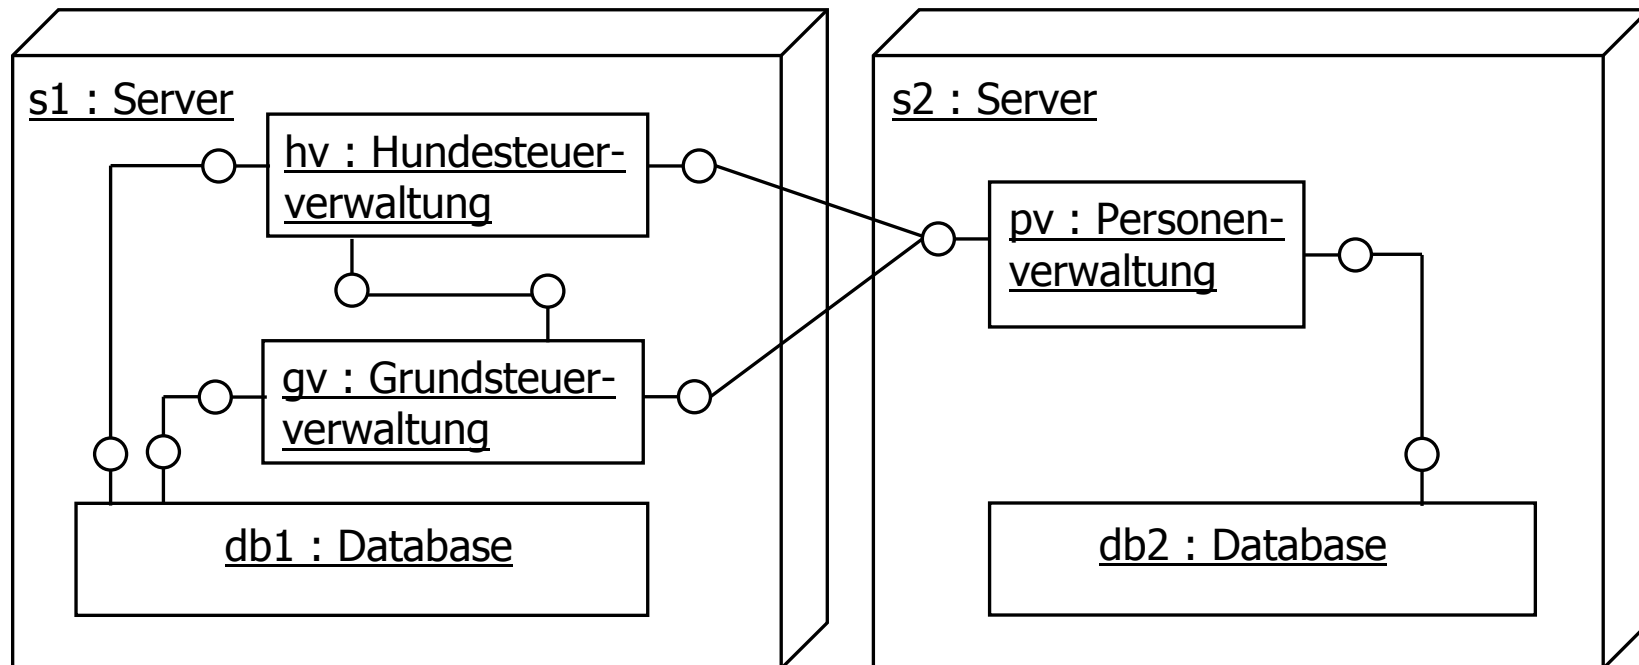 s1 : Server
hv : Hundesteuer-
verwaltung
gv : Grundsteuer-
verwaltung
db1 : Database
s2 : Server
pv : Personen-
verwaltung
db2 : Database